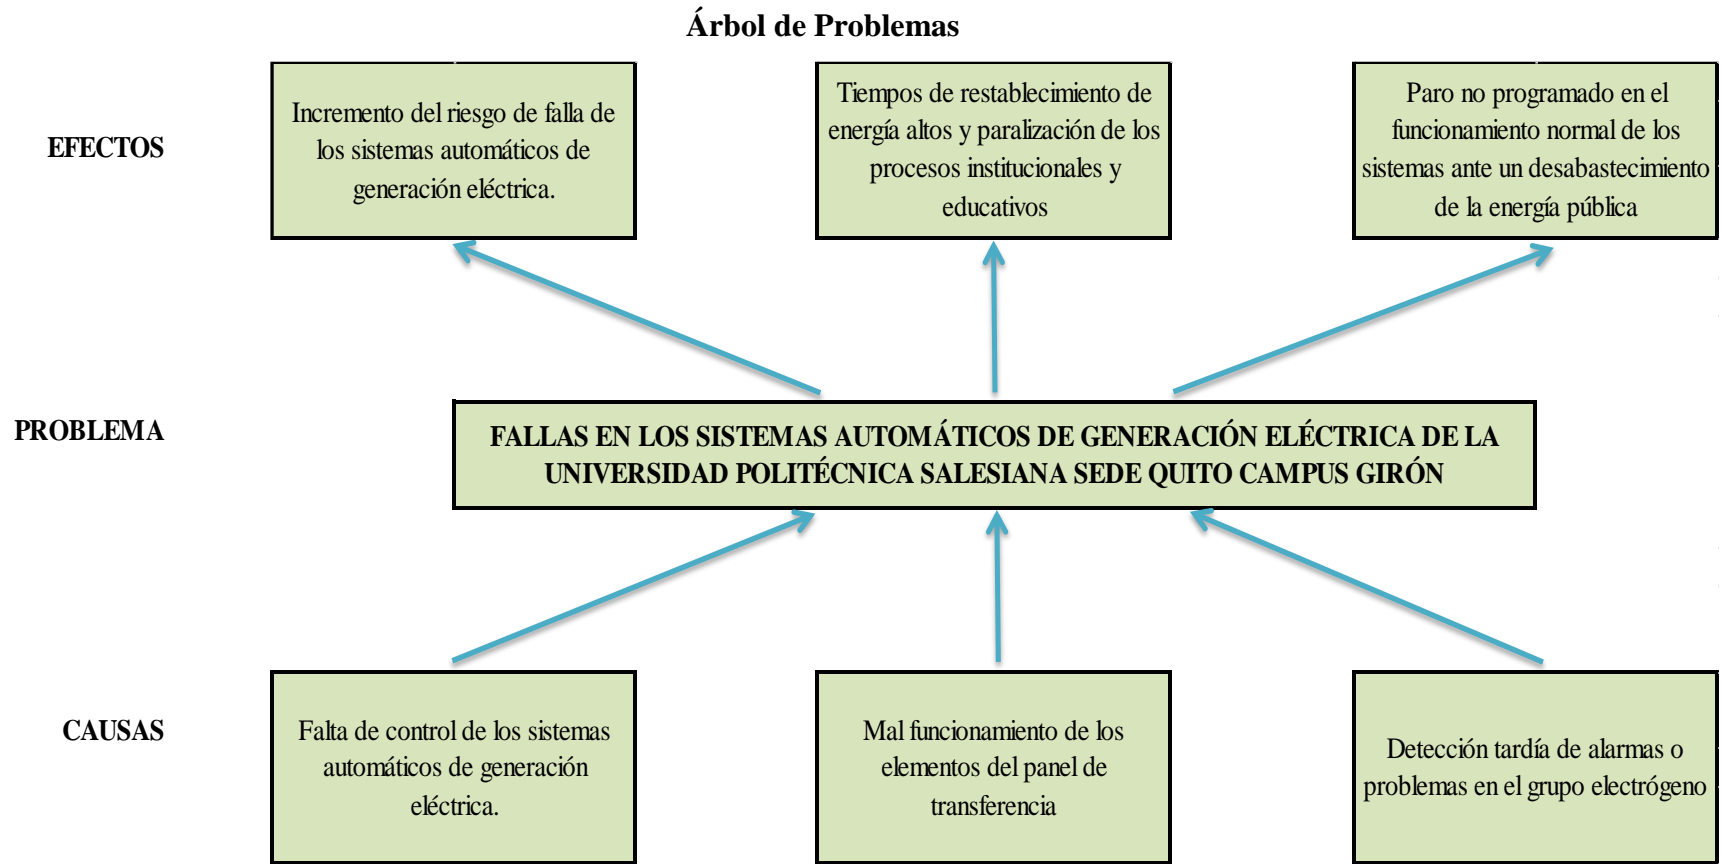 Árbol de Problemas
EFECTOS
Incremento del riesgo de falla de
los sistemas automáticos de
generación eléctrica.
Tiempos de restablecimiento de
energía altos y paralización de los
procesos institucionales y
educativos
Paro no programado en el
funcionamiento normal de los
sistemas ante un desabastecimiento
de la energía pública
PROBLEMA
FALLAS EN LOS SISTEMAS AUTOMÁTICOS DE GENERACIÓN ELÉCTRICA DE LA
UNIVERSIDAD POLITÉCNICA SALESIANA SEDE QUITO CAMPUS GIRÓN
CAUSAS
Falta de control de los sistemas
automáticos de generación
eléctrica.
Mal funcionamiento de los
elementos del panel de
transferencia
Detección tardía de alarmas o
problemas en el grupo electrógeno